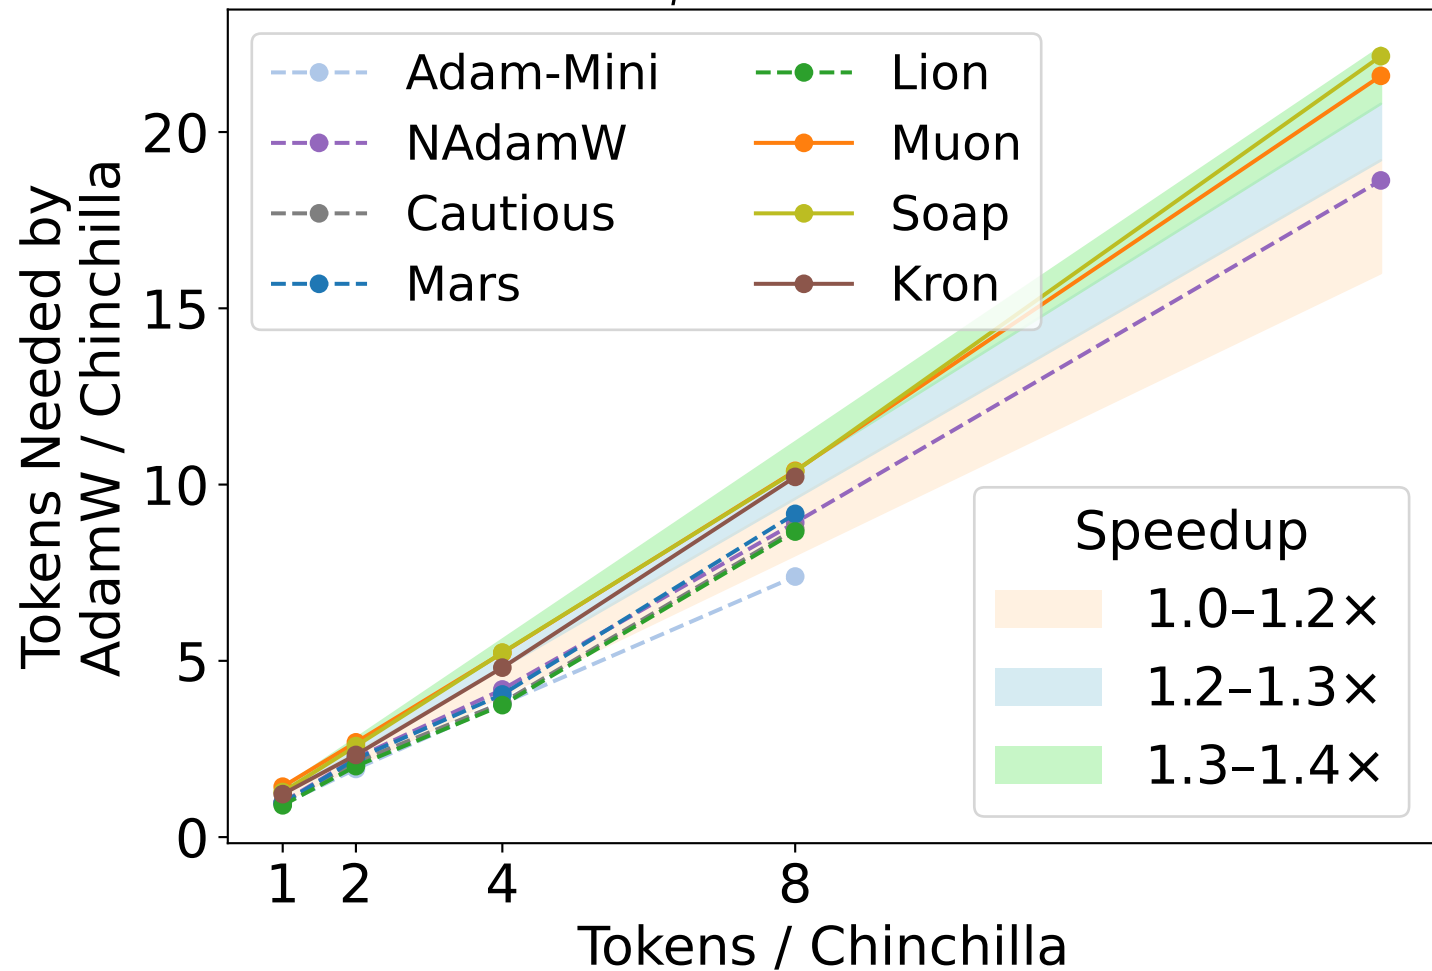 Adam-Mini
NAdamW
Cautious
Mars
Lion
Muon
Soap
Kron
Tokens Needed by
AdamW / Chinchilla
20
15
10
5
0
Speedup
1.0–1.2×
1.2–1.3×
1.3–1.4×
1 2 4 8
Tokens / Chinchilla